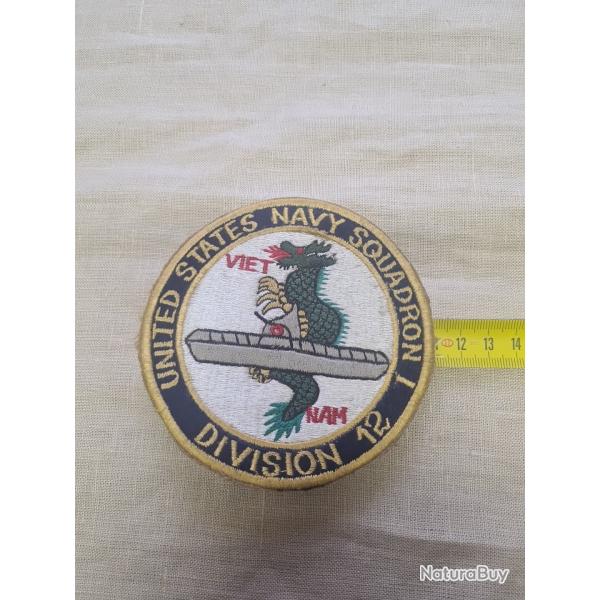 UNITED STATES NAVY SQUADRON 1
DIVISION 12
VIET
NAM
12 13 14
NaturaBuy